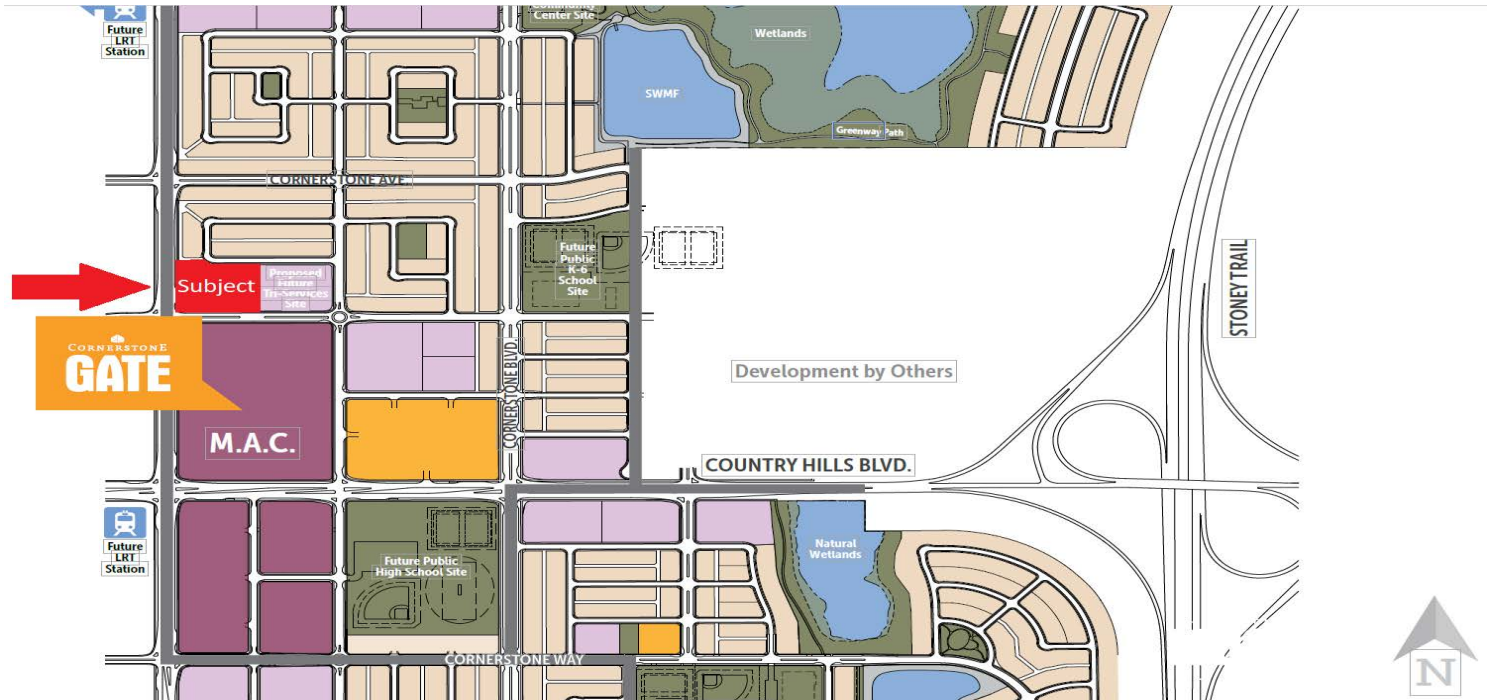 Future
LRT
Station
Community
Center Site
Wetlands
SWMF
Greenway Path
CORNERSTONE AVE.
Future
Public
K-6
School
Site
Subject
Proposed
Future
Tri-Services
Site
STONEY TRAIL
CORNERSTONE
GATE
CORNERSTONE BLVD.
Development by Others
M.A.C.
COUNTRY HILLS BLVD.
Future
LRT
Station
Future Public
High School Site
Natural
Wetlands
CORNERSTONE WAY
N